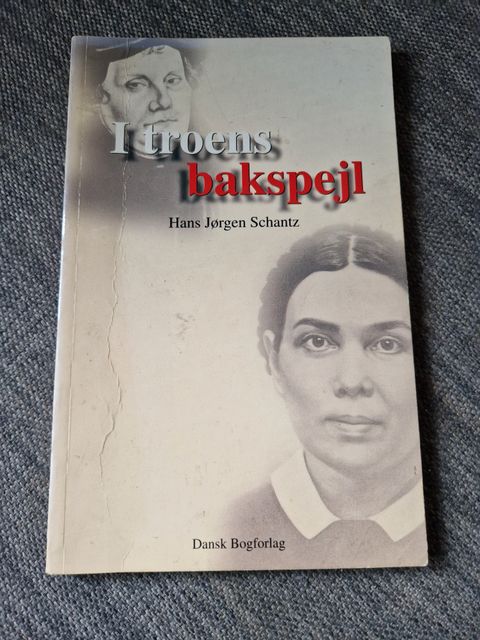 I troens
bakspejl
Hans Jørgen Schantz
Dansk Bogforlag